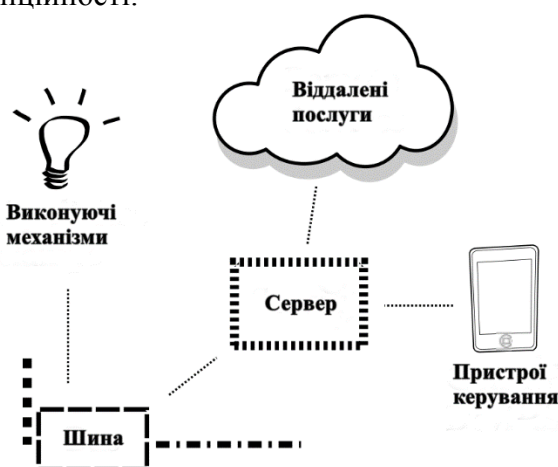 Віддалені
послуги
Виконуючі
механізми
Сервер
Пристрої
керування
Шина